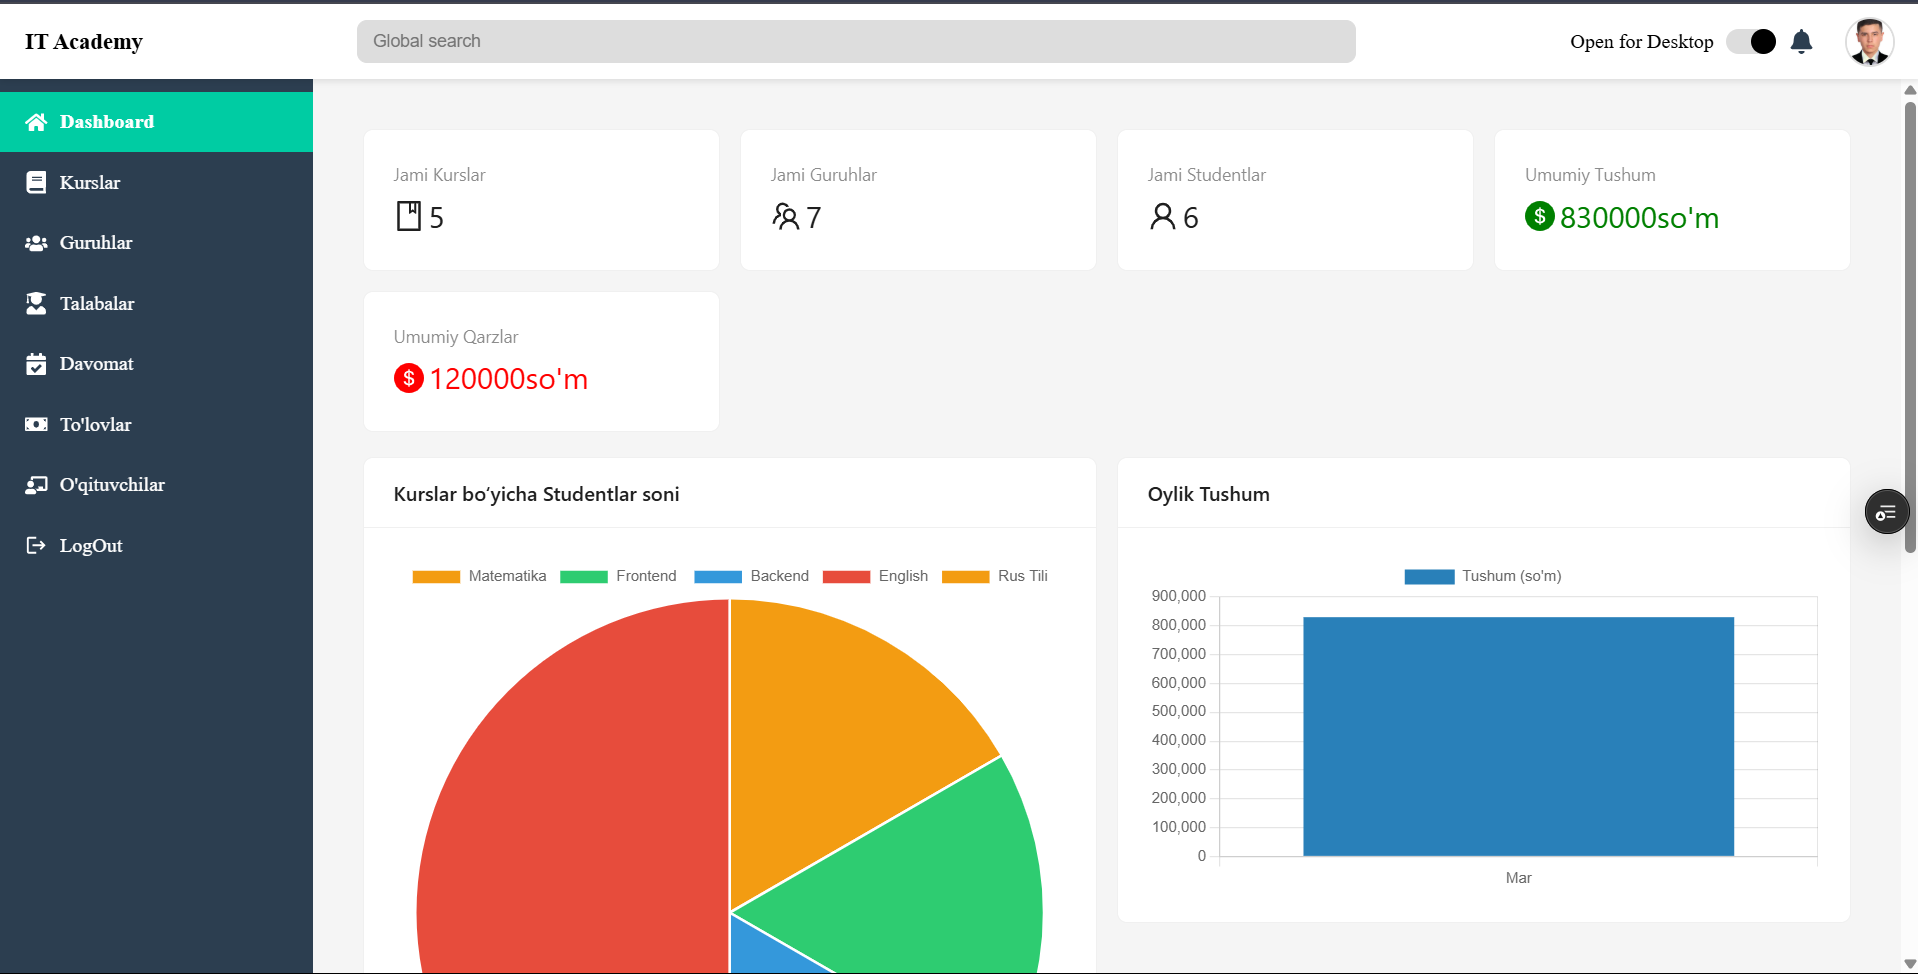 IT Academy
Global search
Open for Desktop
Dashboard
Kurslar
Guruhlar
Talabalar
Davomat
To'lovlar
O'qituvchilar
LogOut
Jami Kurslar
5
Jami Guruhlar
7
Jami Studentlar
6
Umumiy Tushum
$ 830000so'm
Umumiy Qarzlar
$ 120000so'm
Kurslar bo‘yicha Studentlar soni
Matematika Frontend Backend English Rus Tili
Oylik Tushum
Tushum (so'm)
900,000
800,000
700,000
600,000
500,000
400,000
300,000
200,000
100,000
0
Mar